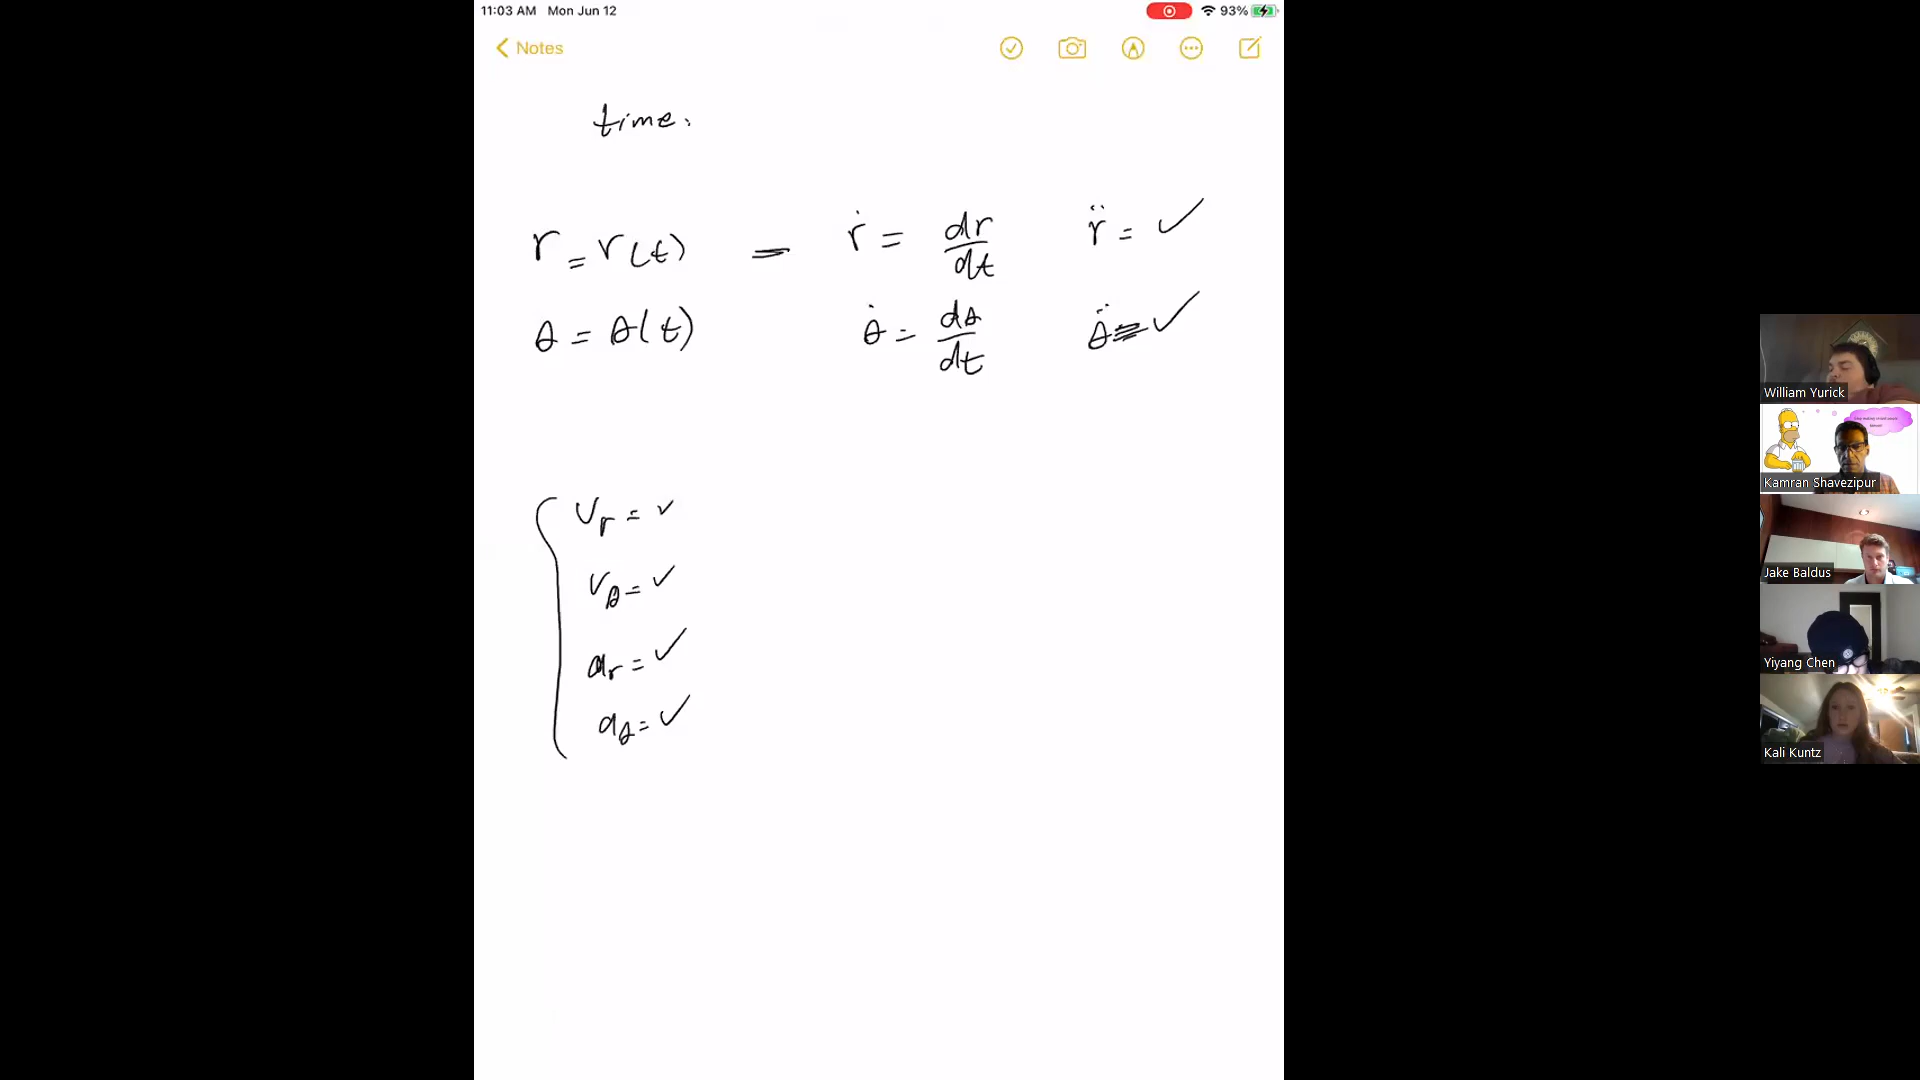 11:03 AM Mon Jun 12
93%
Notes
time.
r = r(t) = ṙ = dr/dt r̈ = ✓
θ = θ(t) θ̇ = dθ/dt θ̈ = ✓
v_r = ✓
v_θ = ✓
a_r = ✓
a_θ = ✓
William Yurick
Kamran Shavezipur
Jake Baldus
Yiyang Chen
Kali Kuntz